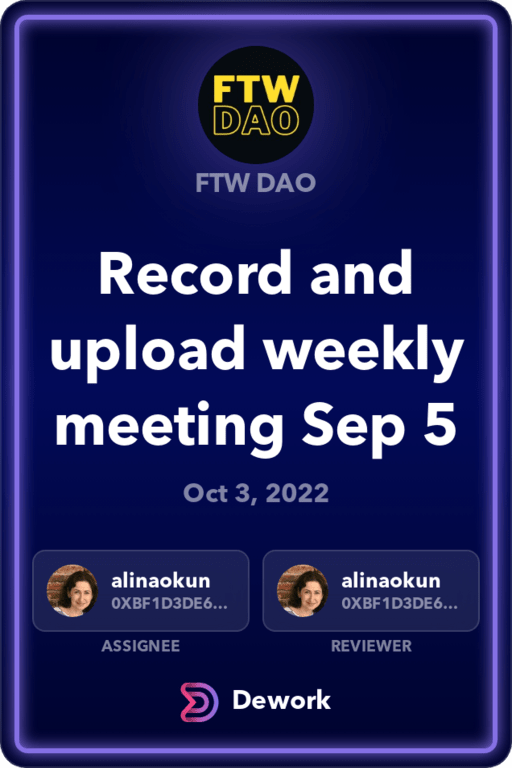 FTW
DAO
FTW DAO
Record and
upload weekly
meeting Sep 5
Oct 3, 2022
alinaokun
0XBF1D3DE6...
ASSIGNEE
alinaokun
0XBF1D3DE6...
REVIEWER
Dework